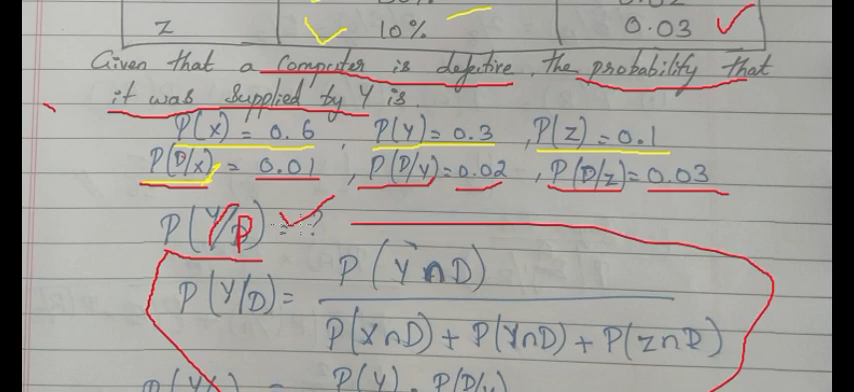 Z 10% 0.03
Given that a computer is defective, the probability that
it was supplied by Y is
P(X) = 0.6, P(Y) = 0.3, P(Z) = 0.1
P(D/X) = 0.01, P(D/Y) = 0.02, P(D/Z) = 0.03
P(Y/D) = ?
P(Y/D) = P(Y∩D)
P(X∩D) + P(Y∩D) + P(Z∩D)
P(Y) . P(D/Y)